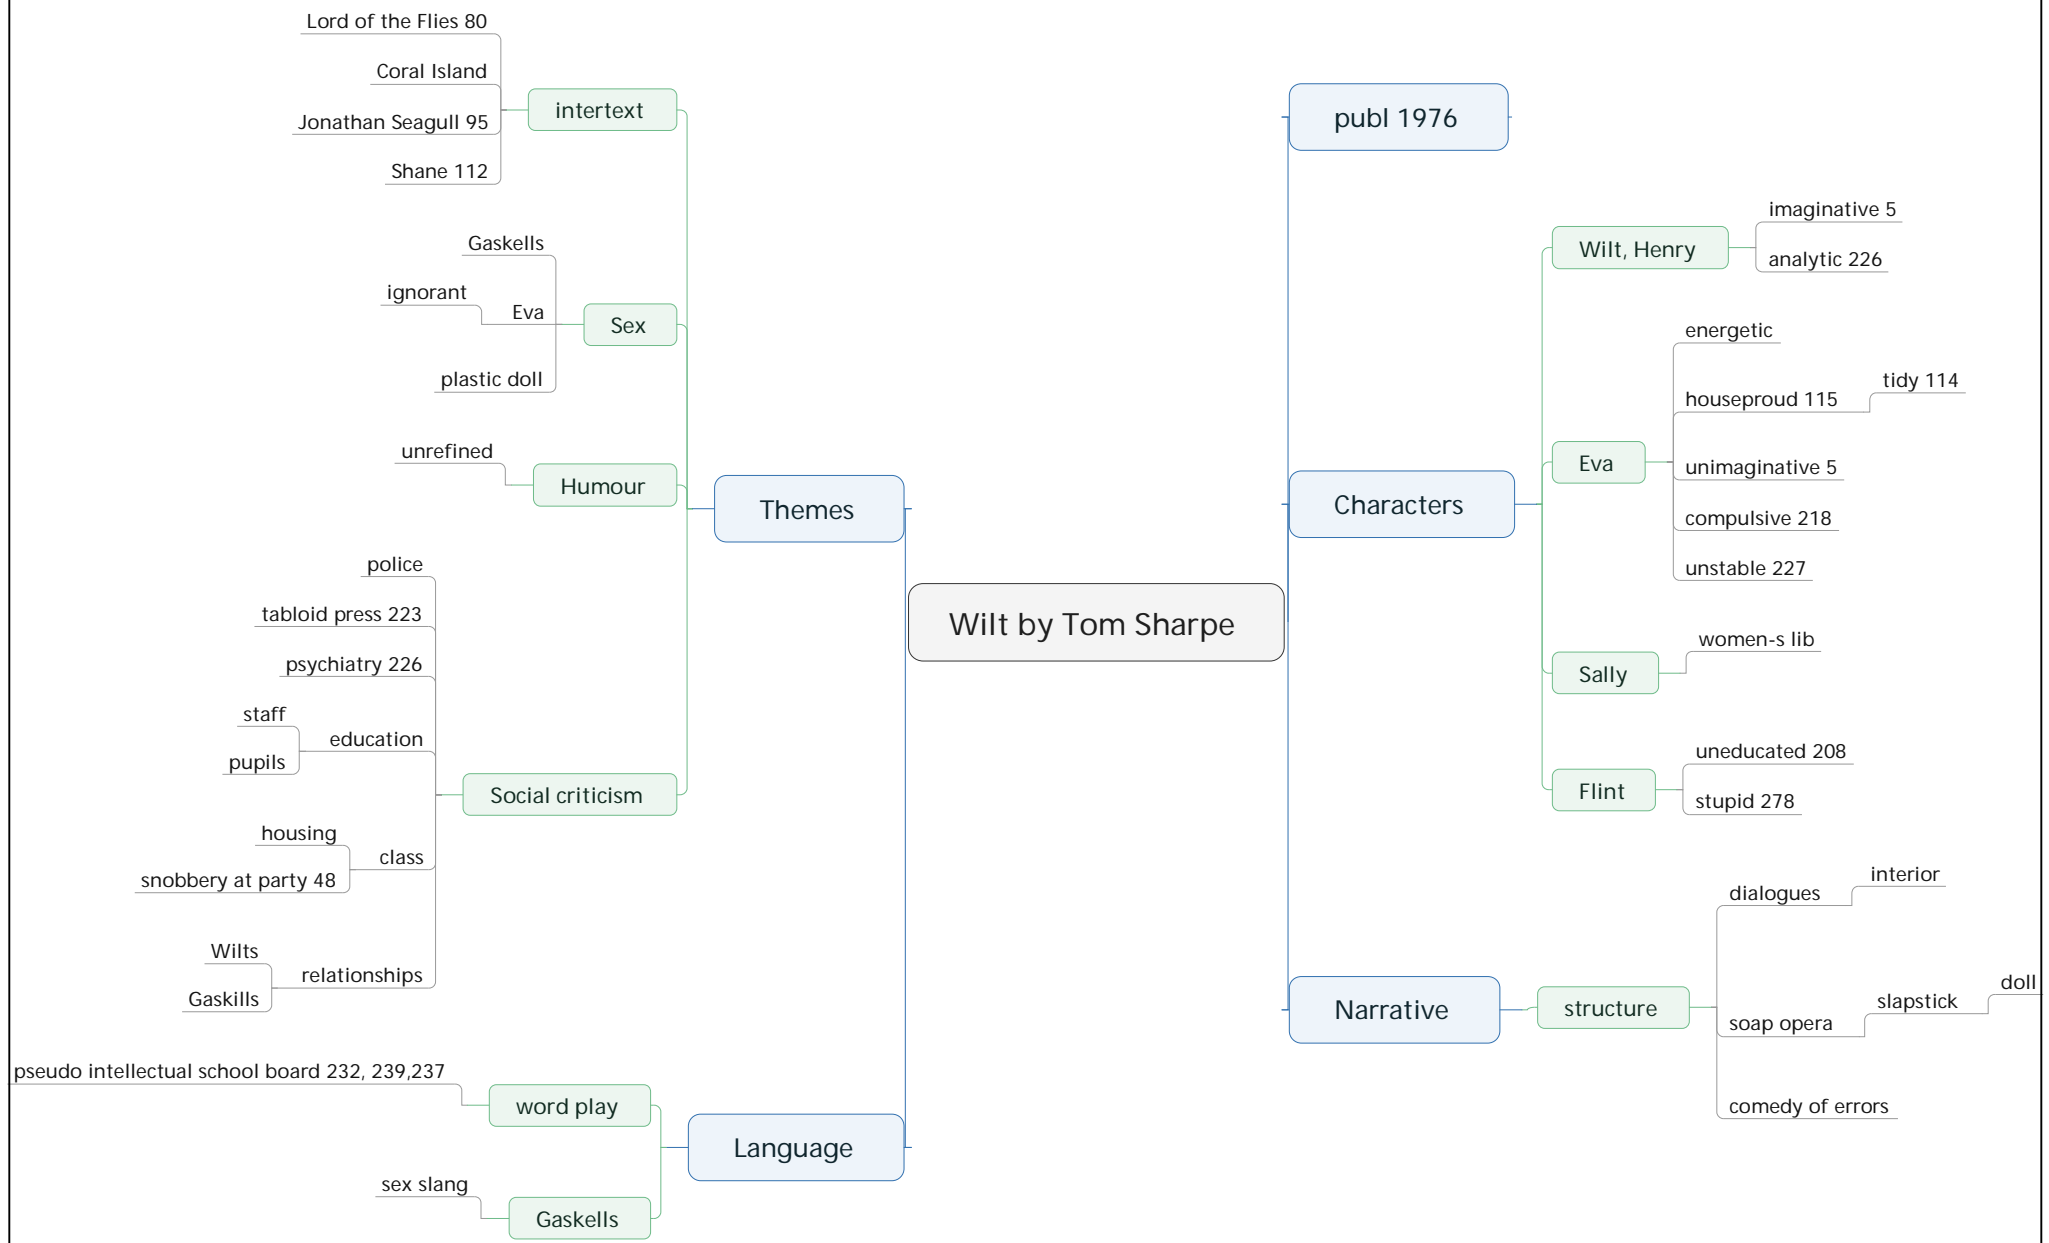 Wilt by Tom Sharpe
publ 1976
Characters
Wilt, Henry
imaginative 5
analytic 226
Eva
energetic
houseproud 115
tidy 114
unimaginative 5
compulsive 218
unstable 227
Sally
women-s lib
Flint
uneducated 208
stupid 278
Narrative
structure
dialogues
interior
soap opera
slapstick
doll
comedy of errors
Themes
intertext
Lord of the Flies 80
Coral Island
Jonathan Seagull 95
Shane 112
Sex
Gaskells
Eva
ignorant
plastic doll
Humour
unrefined
Social criticism
police
tabloid press 223
psychiatry 226
education
staff
pupils
class
housing
snobbery at party 48
relationships
Wilts
Gaskills
Language
word play
pseudo intellectual school board 232, 239,237
Gaskells
sex slang